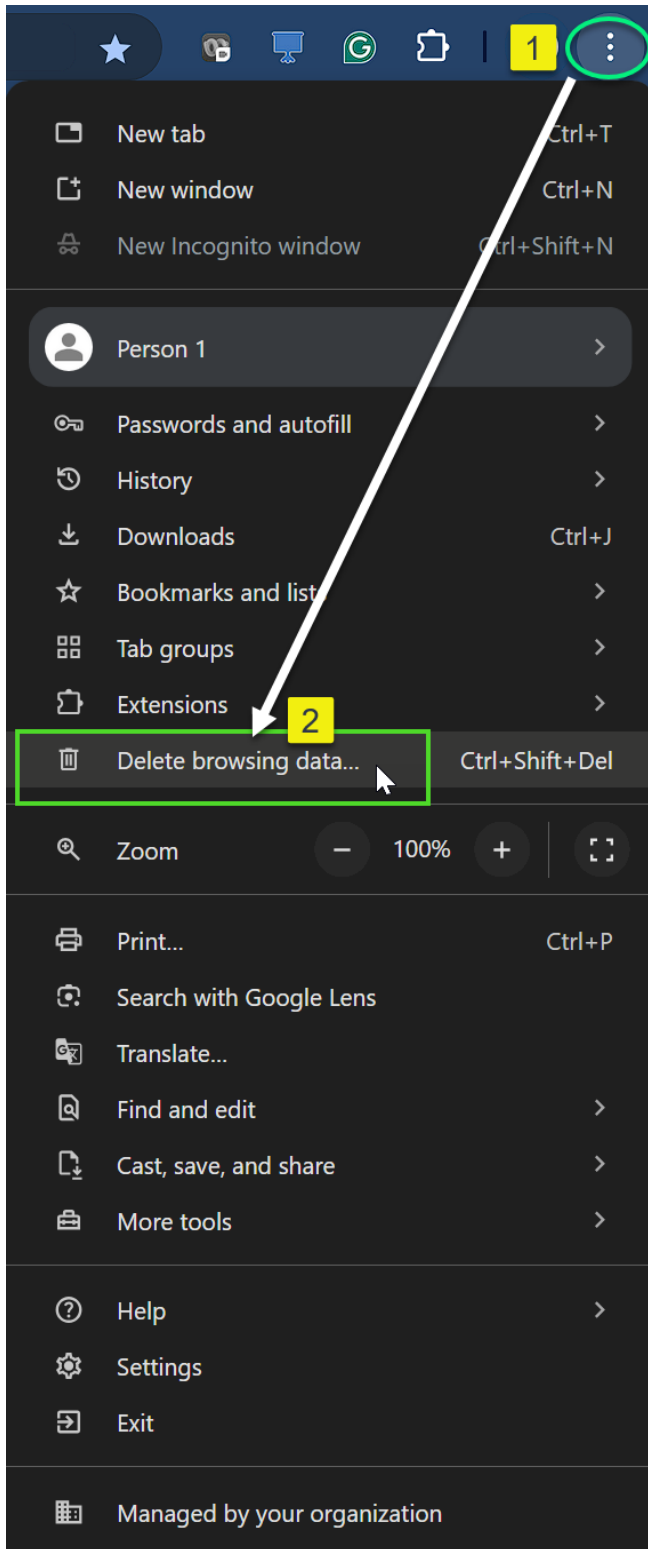 1
New tab Ctrl+T
New window Ctrl+N
New Incognito window Ctrl+Shift+N
Person 1
Passwords and autofill
History
Downloads Ctrl+J
Bookmarks and lists
Tab groups
Extensions
2
Delete browsing data... Ctrl+Shift+Del
Zoom − 100% +
Print... Ctrl+P
Search with Google Lens
Translate...
Find and edit
Cast, save, and share
More tools
Help
Settings
Exit
Managed by your organization